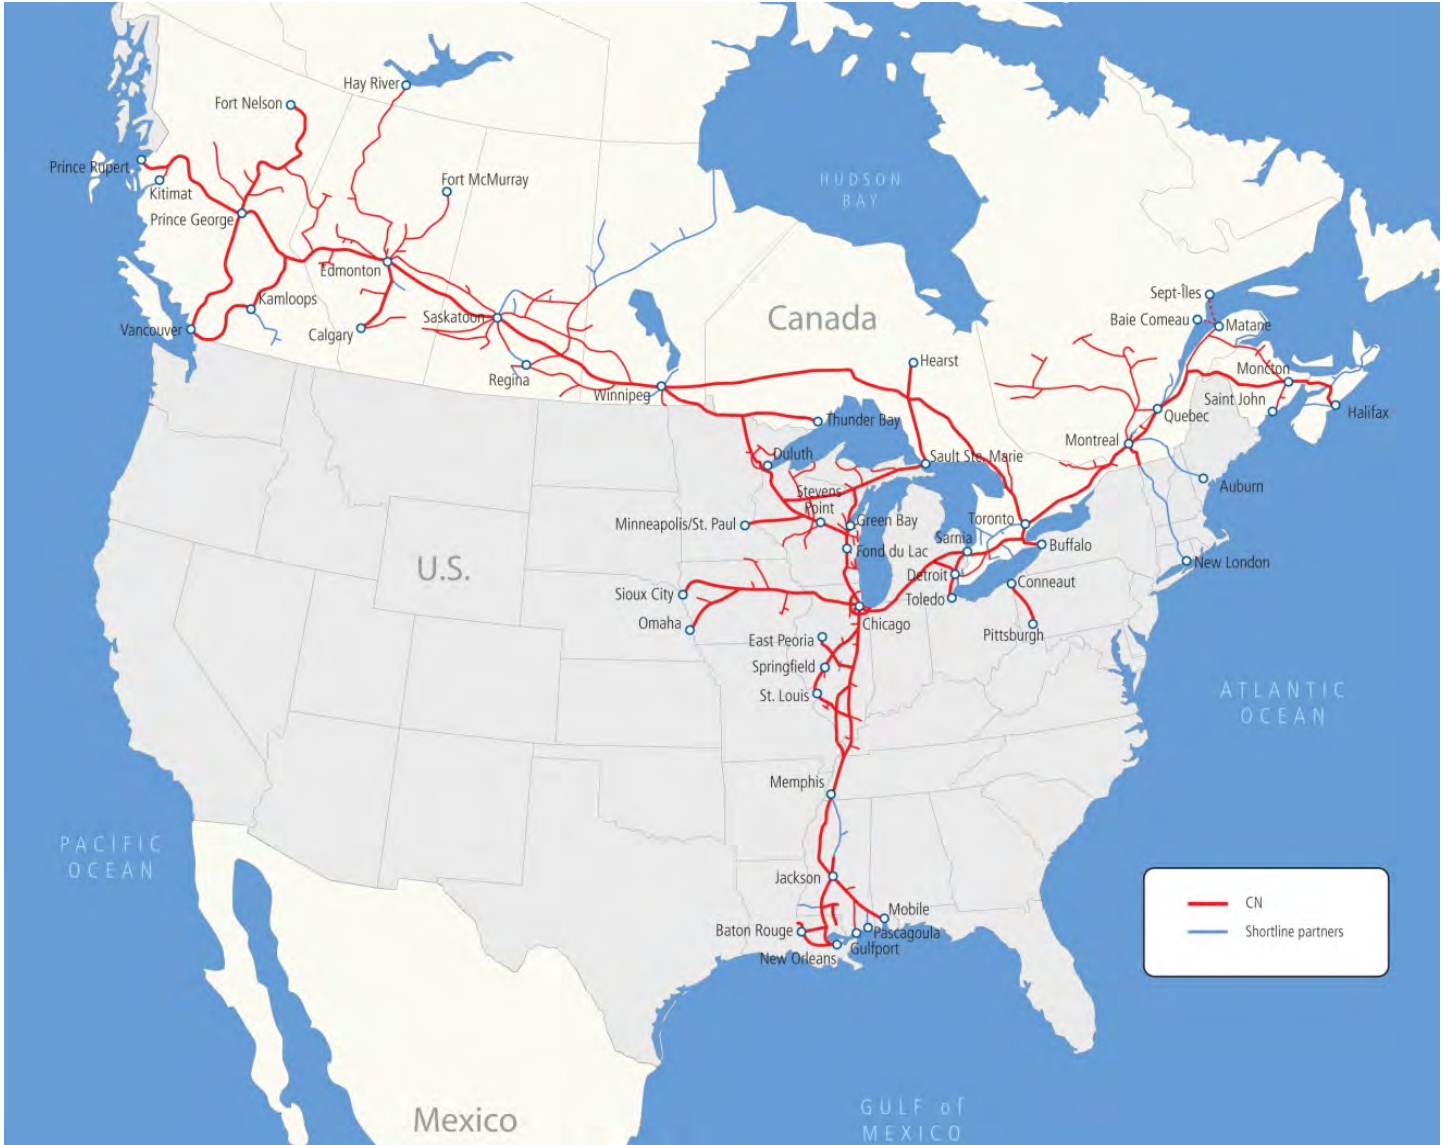 Hay River
Fort Nelson
Prince Rupert
Fort McMurray
Kitimat
HUDSON
BAY
Prince George
Edmonton
Sept-Îles
Kamloops
Baie Comeau
Matane
Vancouver
Saskatoon
Canada
Calgary
Hearst
Moncton
Regina
Winnipeg
Saint John
Halifax
Quebec
Thunder Bay
Montreal
Duluth
Sault Ste. Marie
Auburn
Stevens
Point
Minneapolis/St. Paul
Green Bay
Toronto
Sarnia
Buffalo
Fond du Lac
U.S.
New London
Detroit
Conneaut
Sioux City
Toledo
Omaha
Chicago
Pittsburgh
East Peoria
Springfield
St. Louis
ATLANTIC
OCEAN
Memphis
PACIFIC
OCEAN
Jackson
CN
Mobile
Baton Rouge
Pascagoula
Shortline partners
Gulfport
New Orleans
Mexico
GULF of
MEXICO